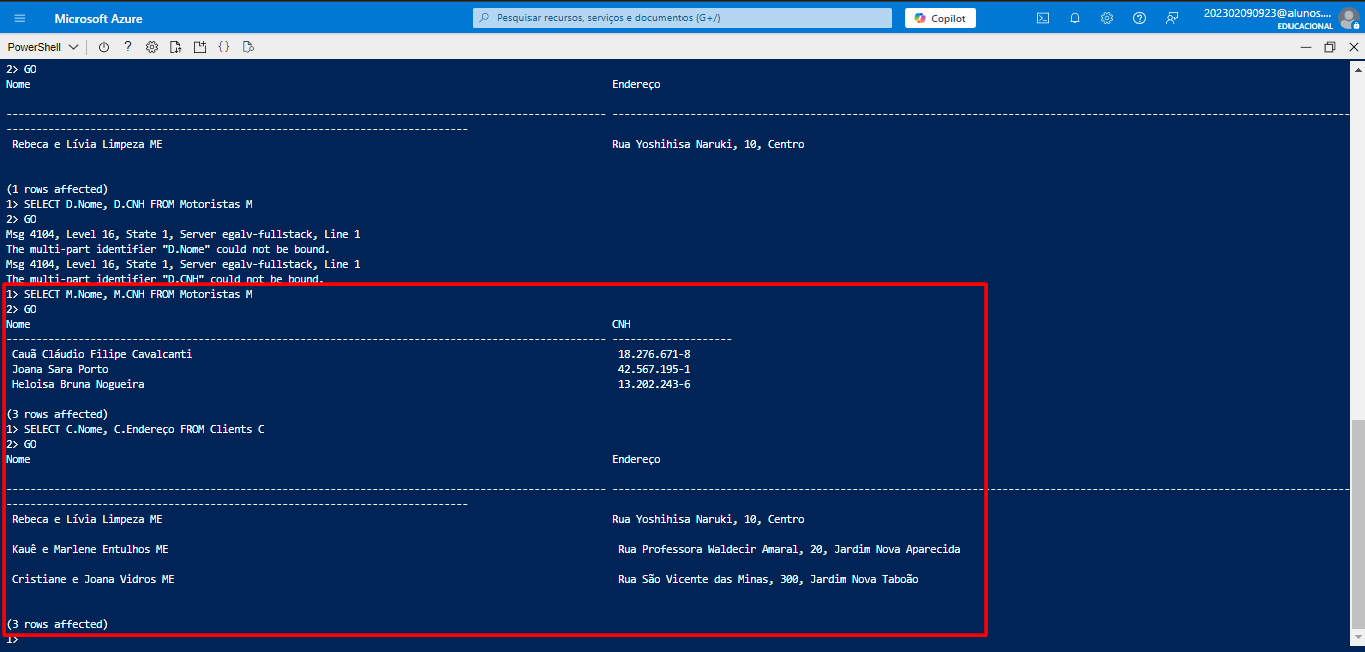 Microsoft Azure
Pesquisar recursos, serviços e documentos (G+/)
Copilot
202302090923@alunos....
EDUCACIONAL
PowerShell
2> GO
Nome Endereço
Rebeca e Lívia Limpeza ME Rua Yoshihisa Naruki, 10, Centro
(1 rows affected)
1> SELECT D.Nome, D.CNH FROM Motoristas M
2> GO
Msg 4104, Level 16, State 1, Server egalv-fullstack, Line 1
The multi-part identifier "D.Nome" could not be bound.
Msg 4104, Level 16, State 1, Server egalv-fullstack, Line 1
The multi-part identifier "D.CNH" could not be bound.
1> SELECT M.Nome, M.CNH FROM Motoristas M
2> GO
Nome CNH
Cauã Cláudio Filipe Cavalcanti 18.276.671-8
Joana Sara Porto 42.567.195-1
Heloisa Bruna Nogueira 13.202.243-6
(3 rows affected)
1> SELECT C.Nome, C.Endereço FROM Clients C
2> GO
Nome Endereço
Rebeca e Lívia Limpeza ME Rua Yoshihisa Naruki, 10, Centro
Kauê e Marlene Entulhos ME Rua Professora Waldecir Amaral, 20, Jardim Nova Aparecida
Cristiane e Joana Vidros ME Rua São Vicente das Minas, 300, Jardim Nova Taboão
(3 rows affected)
1>